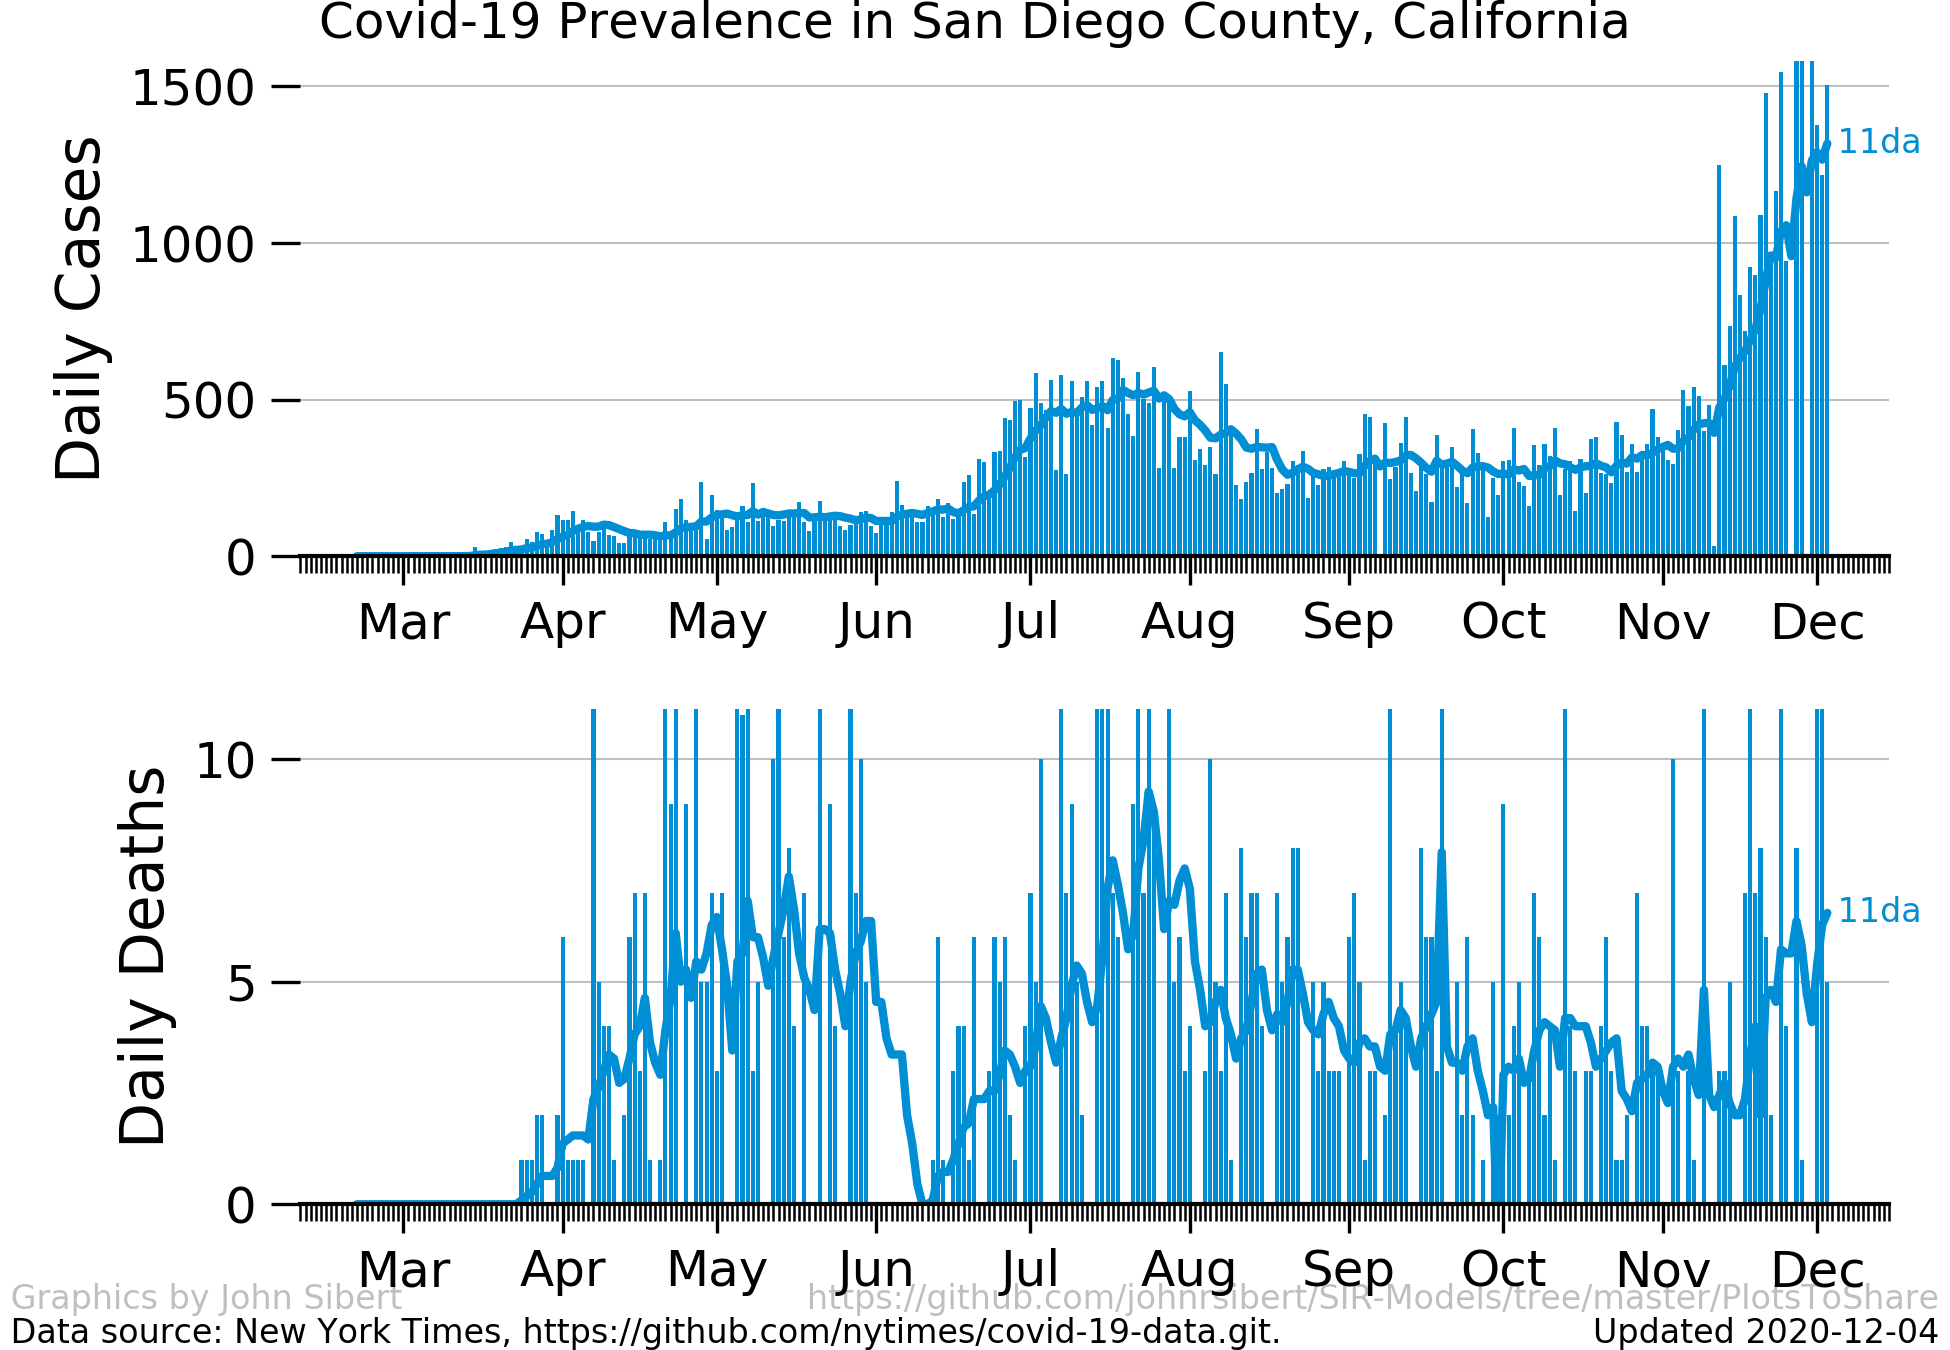 Covid-19 Prevalence in San Diego County, California
1500
1000
500
0
Daily Cases
11da
Mar Apr May Jun Jul Aug Sep Oct Nov Dec
10
5
0
Daily Deaths
11da
Mar Apr May Jun Jul Aug Sep Oct Nov Dec
Graphics by John Sibert https://github.com/johnrsibert/SIR-Models/tree/master/PlotsToShare
Data source: New York Times, https://github.com/nytimes/covid-19-data.git. Updated 2020-12-04